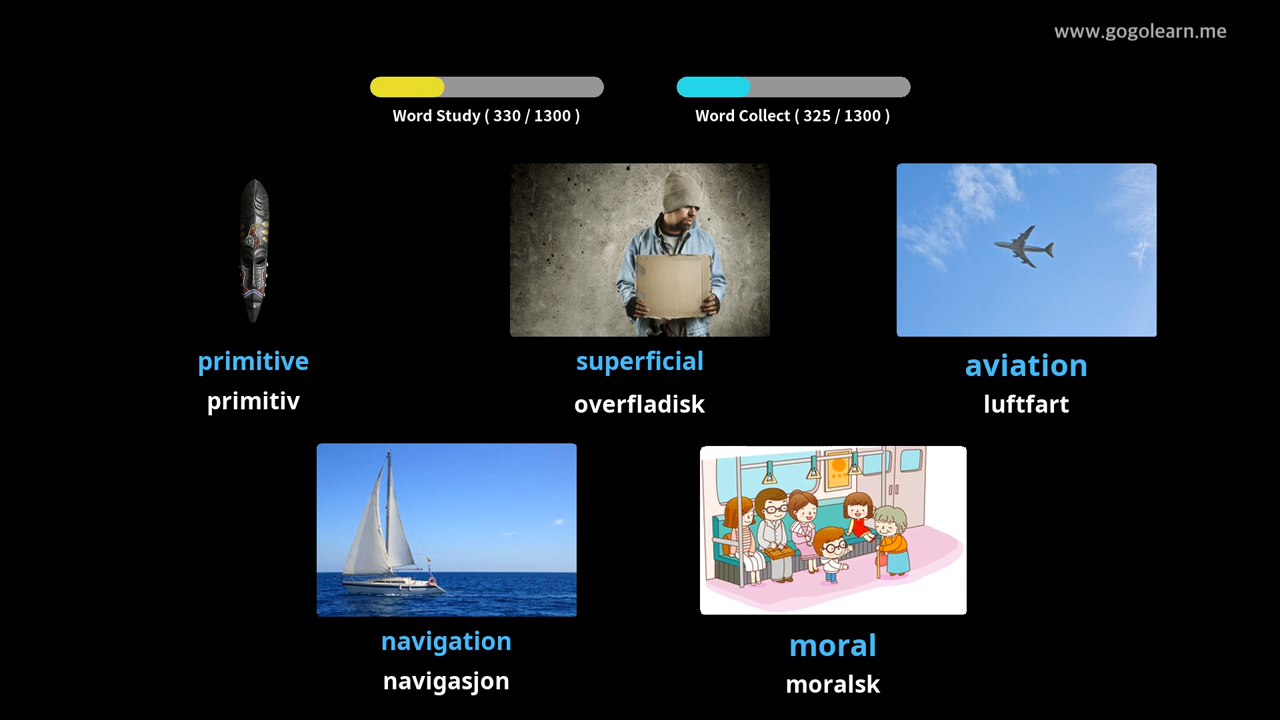 www.gogolearn.me
Word Study ( 330 / 1300 )
Word Collect ( 325 / 1300 )
primitive
primitiv
superficial
overfladisk
aviation
luftfart
navigation
navigasjon
moral
moralsk